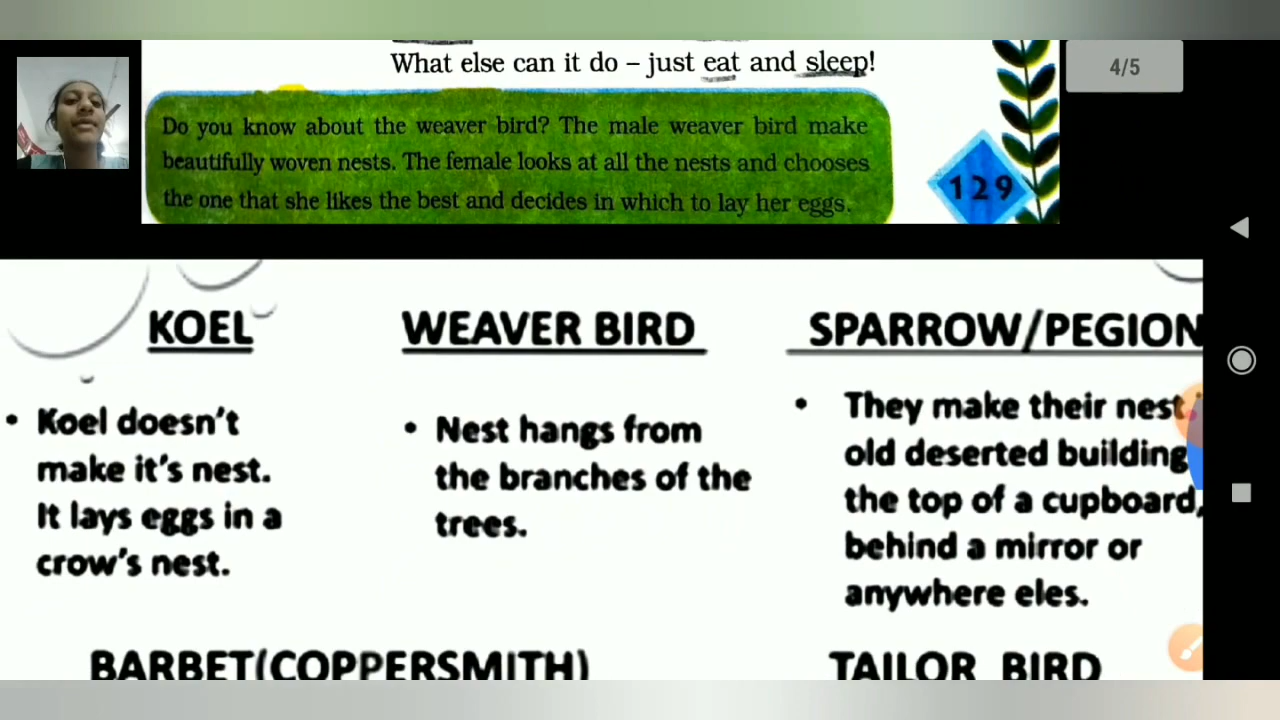 What else can it do – just eat and sleep!
4/5
Do you know about the weaver bird? The male weaver bird make
beautifully woven nests. The female looks at all the nests and chooses
the one that she likes the best and decides in which to lay her eggs.
129
KOEL
• Koel doesn't
make it's nest.
It lays eggs in a
crow's nest.
WEAVER BIRD
• Nest hangs from
the branches of the
trees.
SPARROW/PEGION
• They make their nest
old deserted building
the top of a cupboard,
behind a mirror or
anywhere eles.
BARBET(COPPERSMITH)
TAILOR BIRD